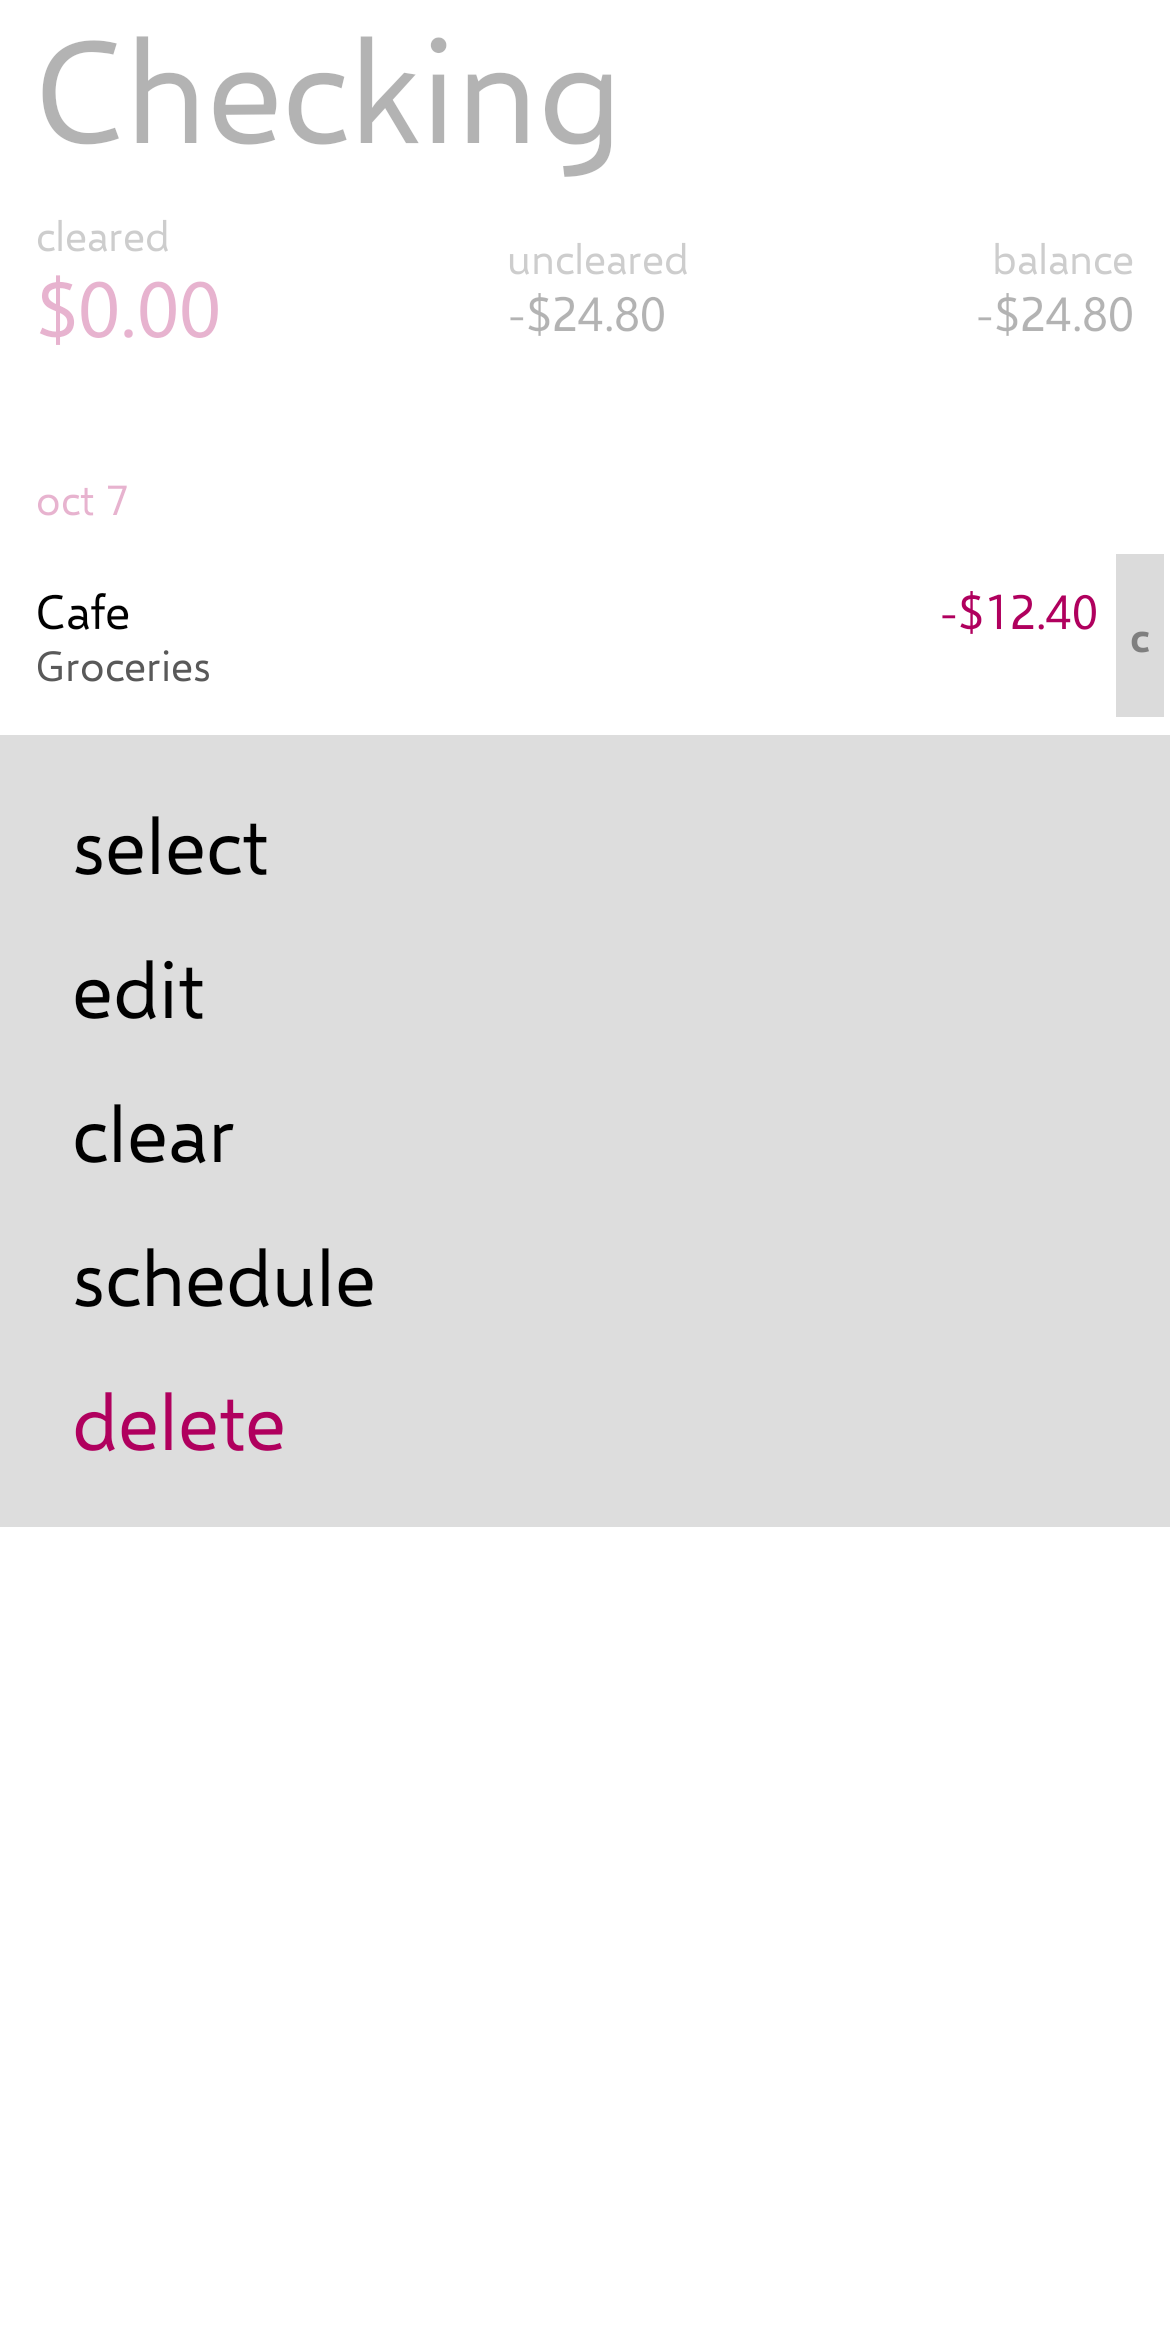 Checking
cleared
$0.00
uncleared
-$24.80
balance
-$24.80
oct 7
Cafe
-$12.40
c
Groceries
select
edit
clear
schedule
delete